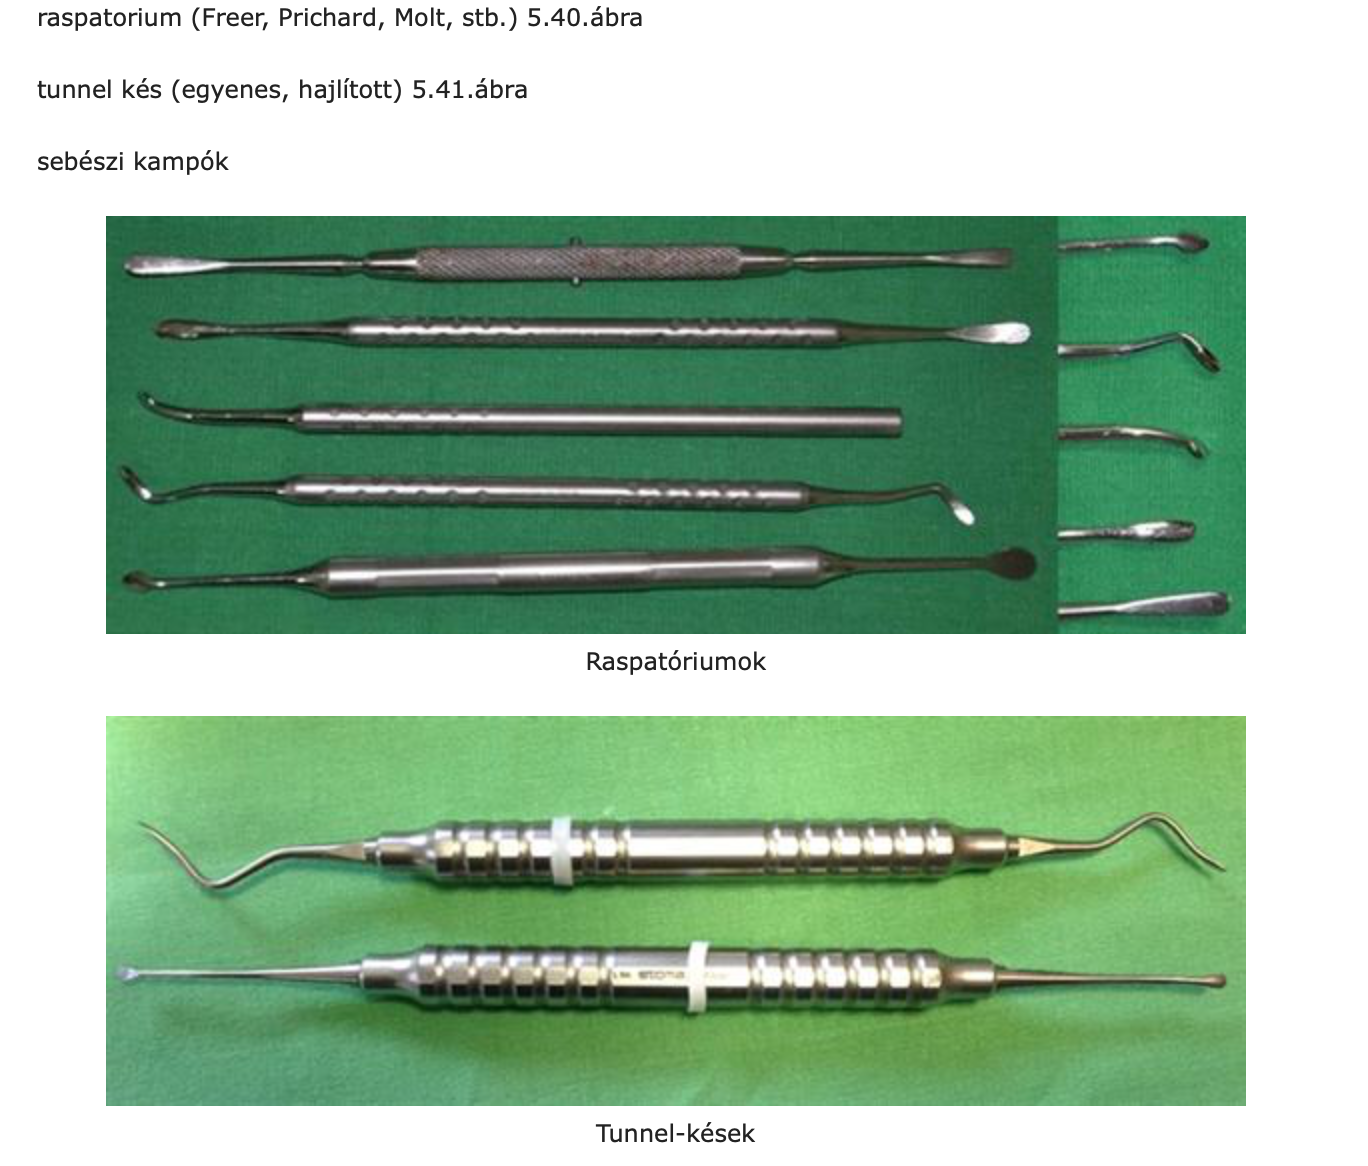 raspatorium (Freer, Prichard, Molt, stb.) 5.40.ábra
tunnel kés (egyenes, hajlított) 5.41.ábra
sebészi kampók
Raspatóriumok
stoma
Tunnel-kések